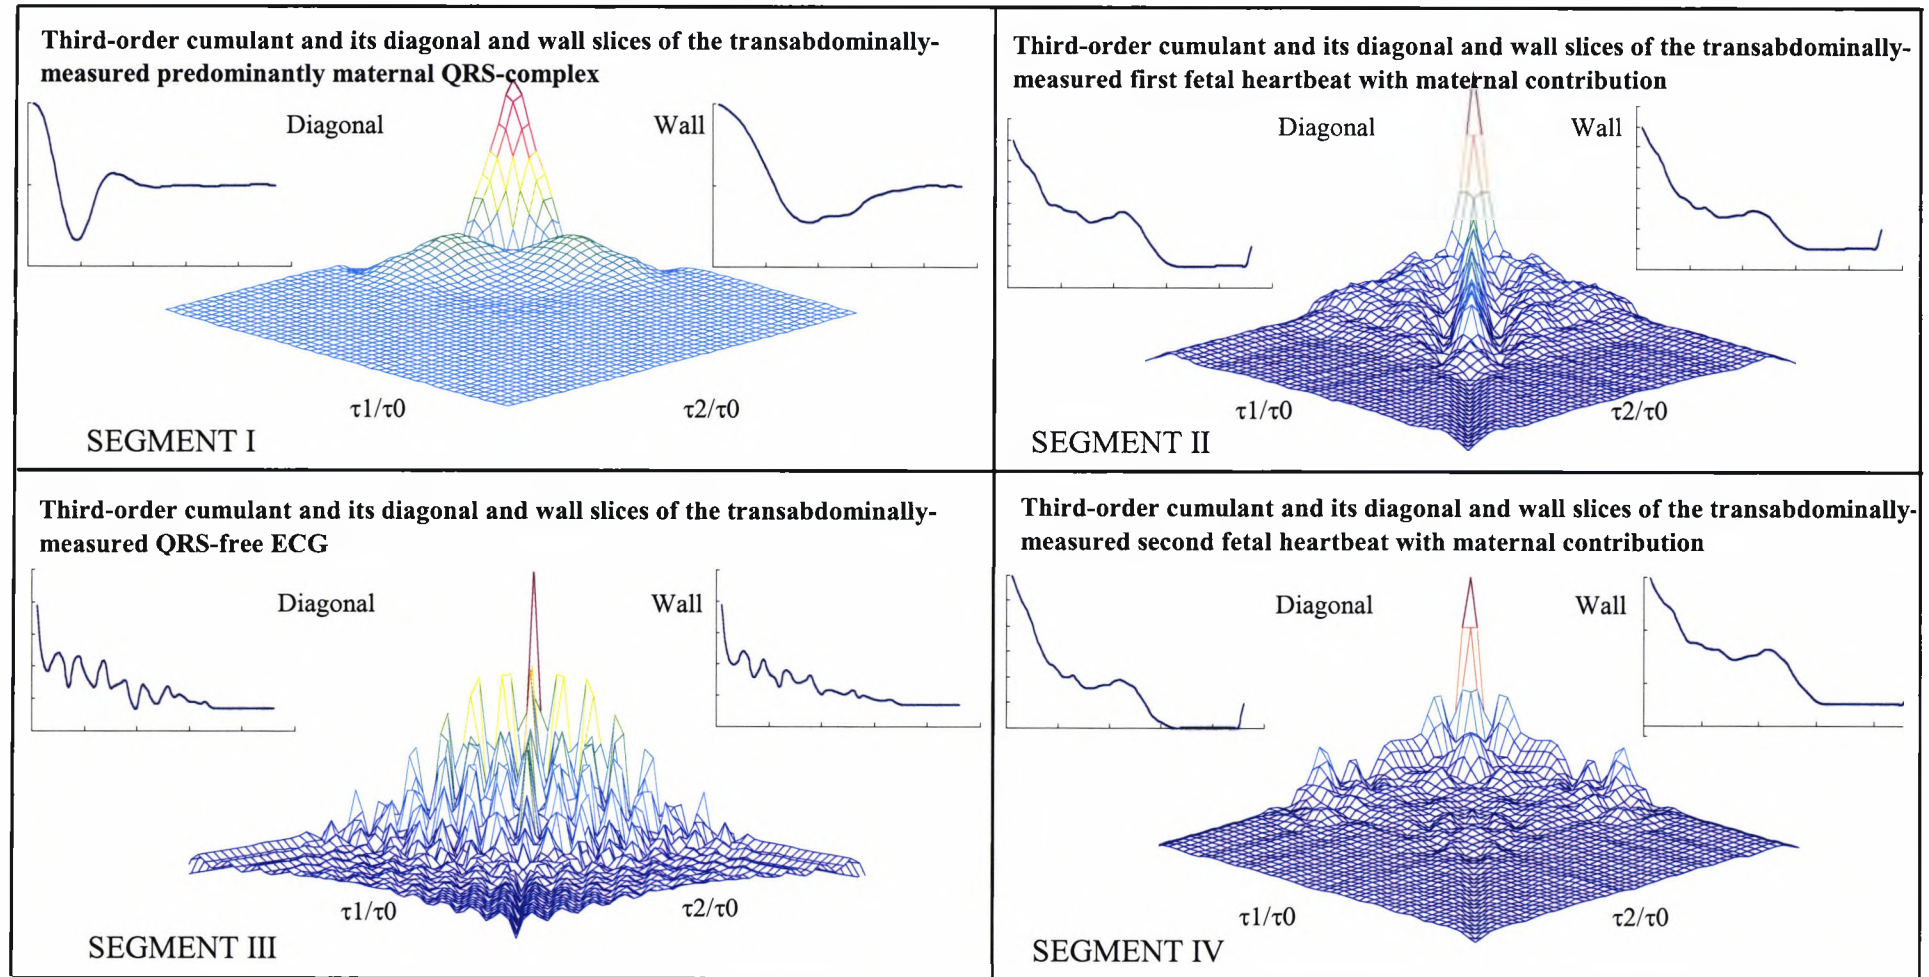 Third-order cumulant and its diagonal and wall slices of the transabdominally-
measured predominantly maternal QRS-complex
Diagonal
Wall
τ1/τ0
τ2/τ0
SEGMENT I
Third-order cumulant and its diagonal and wall slices of the transabdominally-
measured first fetal heartbeat with maternal contribution
Diagonal
Wall
τ1/τ0
τ2/τ0
SEGMENT II
Third-order cumulant and its diagonal and wall slices of the transabdominally-
measured QRS-free ECG
Diagonal
Wall
τ1/τ0
τ2/τ0
SEGMENT III
Third-order cumulant and its diagonal and wall slices of the transabdominally-
measured second fetal heartbeat with maternal contribution
Diagonal
Wall
τ1/τ0
τ2/τ0
SEGMENT IV